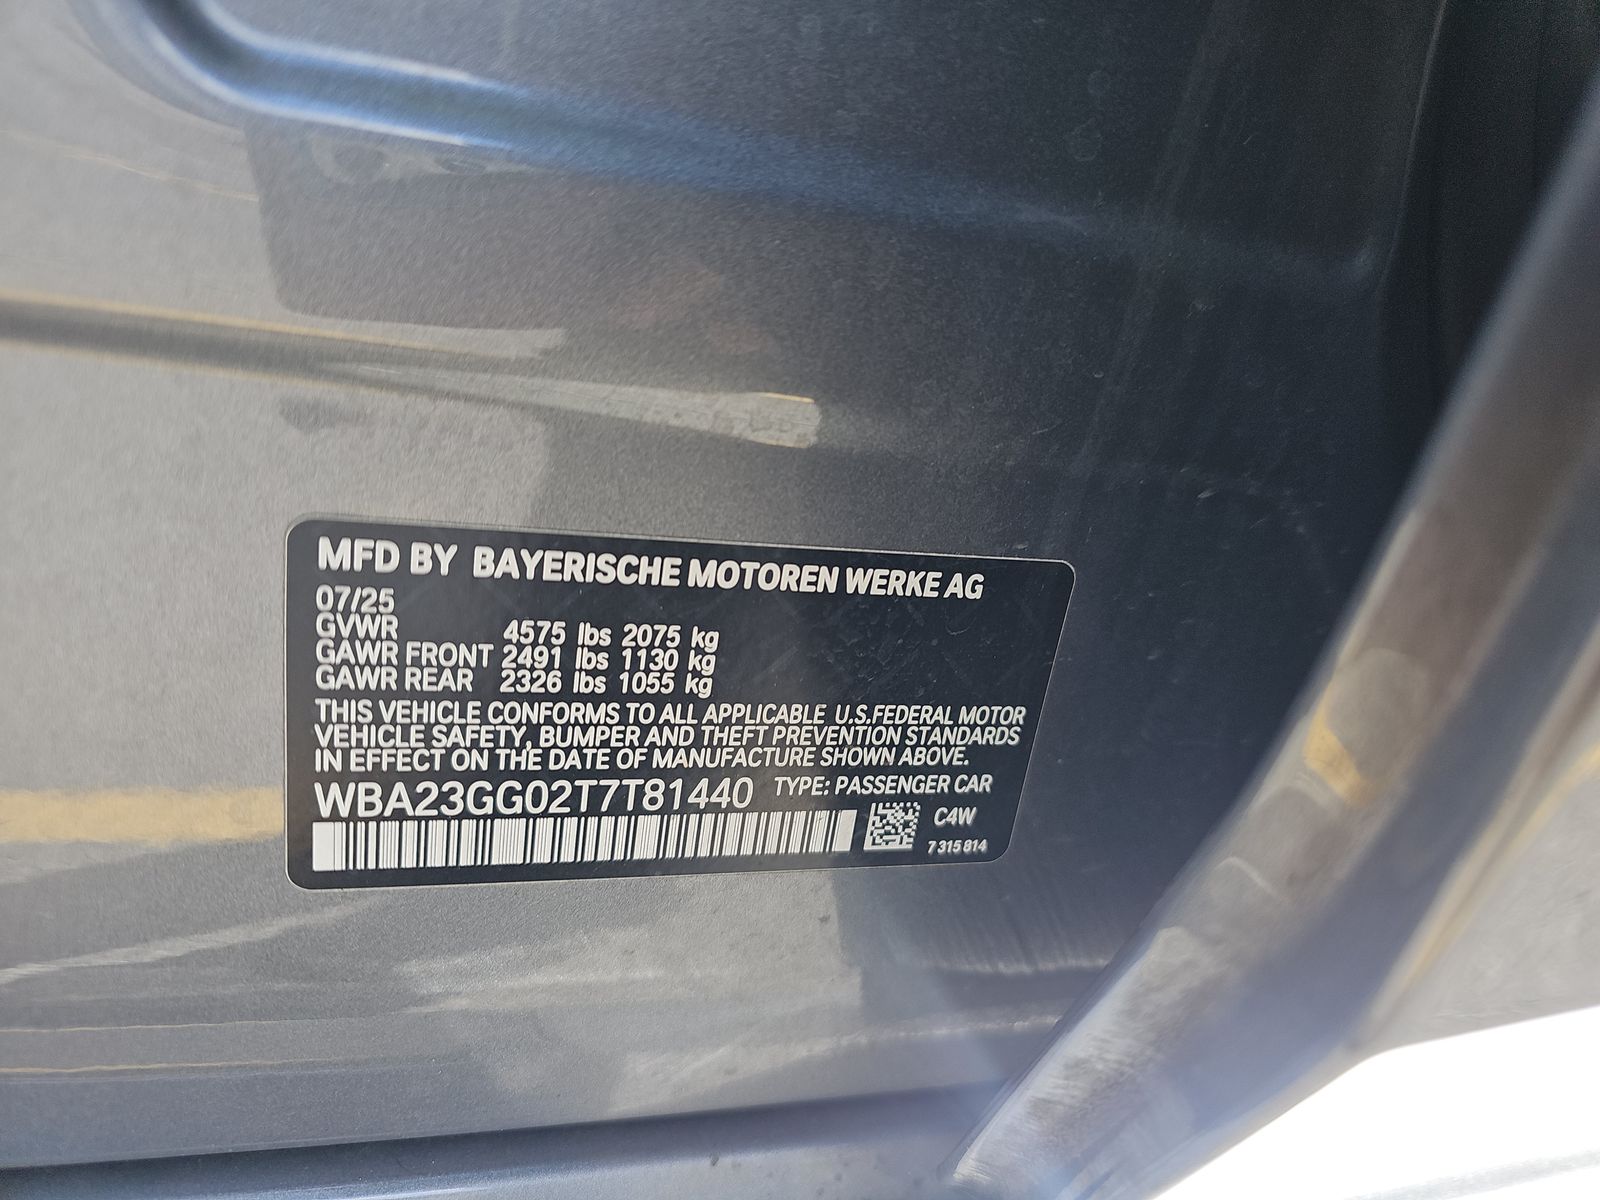 MFD BY BAYERISCHE MOTOREN WERKE AG
07/25
GVWR 4575 lbs 2075 kg
GAWR FRONT 2491 lbs 1130 kg
GAWR REAR 2326 lbs 1055 kg
THIS VEHICLE CONFORMS TO ALL APPLICABLE U.S.FEDERAL MOTOR
VEHICLE SAFETY, BUMPER AND THEFT PREVENTION STANDARDS
IN EFFECT ON THE DATE OF MANUFACTURE SHOWN ABOVE.
WBA23GG02T7T81440 TYPE: PASSENGER CAR
C4W
7 315 814